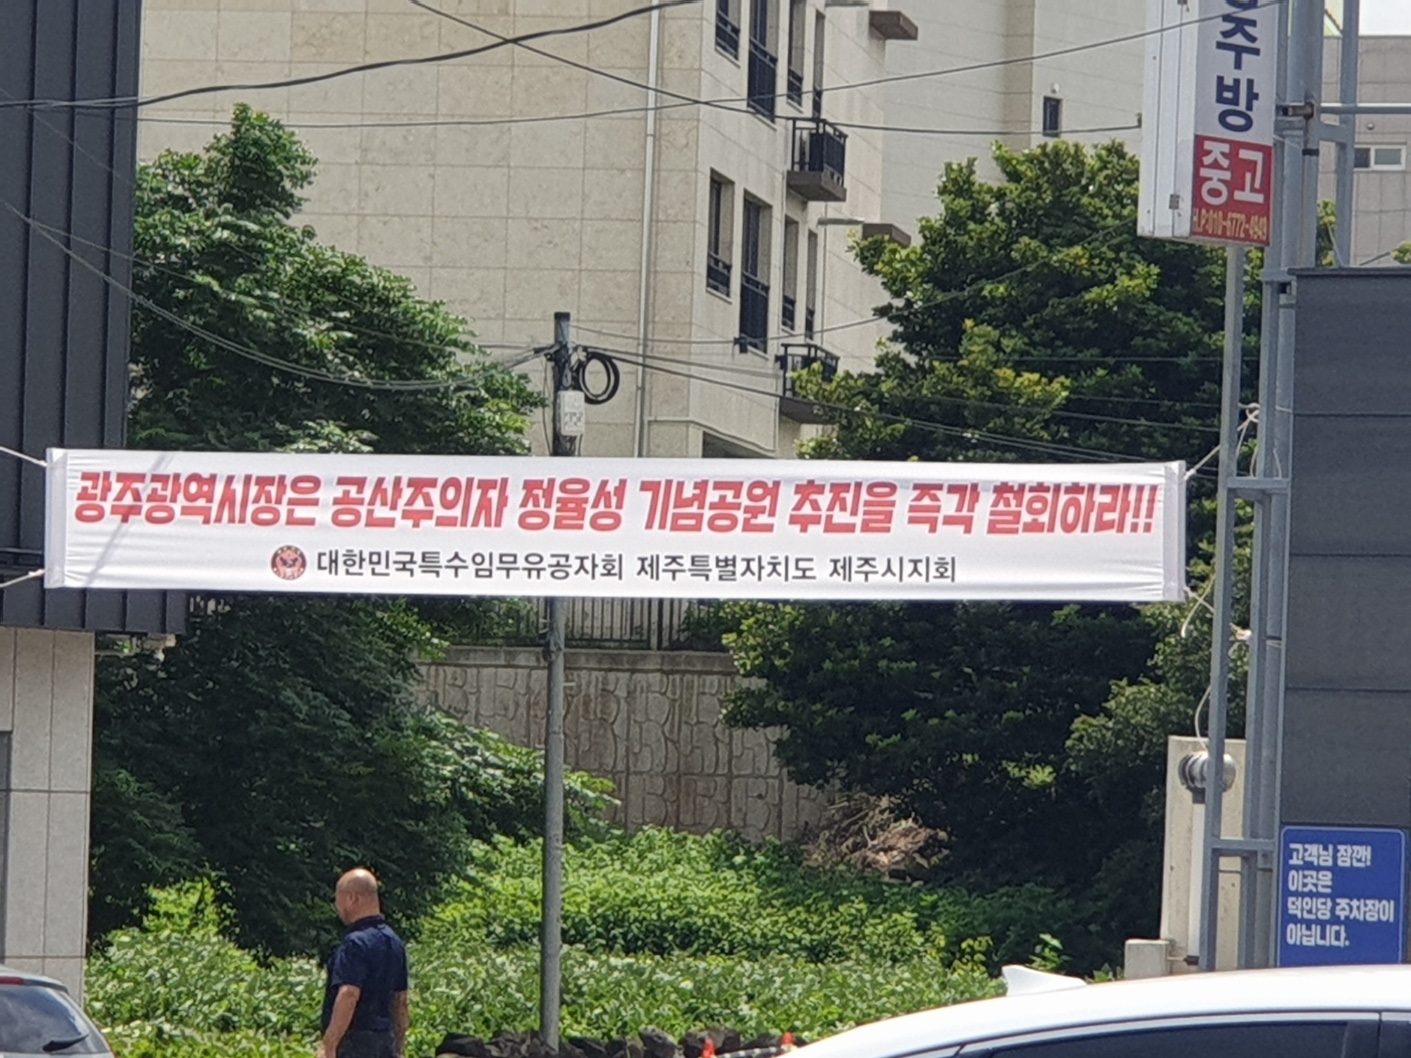 주방
중고
H.P:010-6772-4949
광주광역시장은 공산주의자 정율성 기념공원 추진을 즉각 철회하라!!
대한민국특수임무유공자회 제주특별자치도 제주시지회
고객님 잠깐!
이곳은
덕인당 주차장이
아닙니다.